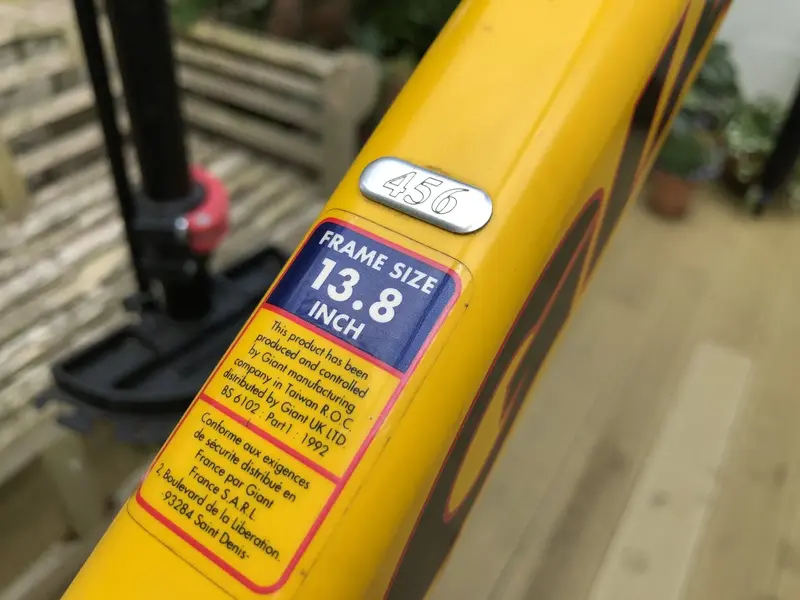 456
FRAME SIZE
13.8
INCH
This product has been
produced and controlled
by Giant manufacturing
company in Taiwan R.O.C.
distributed by Giant UK LTD.
BS 6102 : Part1 : 1992
Conforme aux exigences
de sécurité distribué en
France par Giant
France S.A.R.L.
2, Boulevard de la Liberation.
93284 Saint Denis-